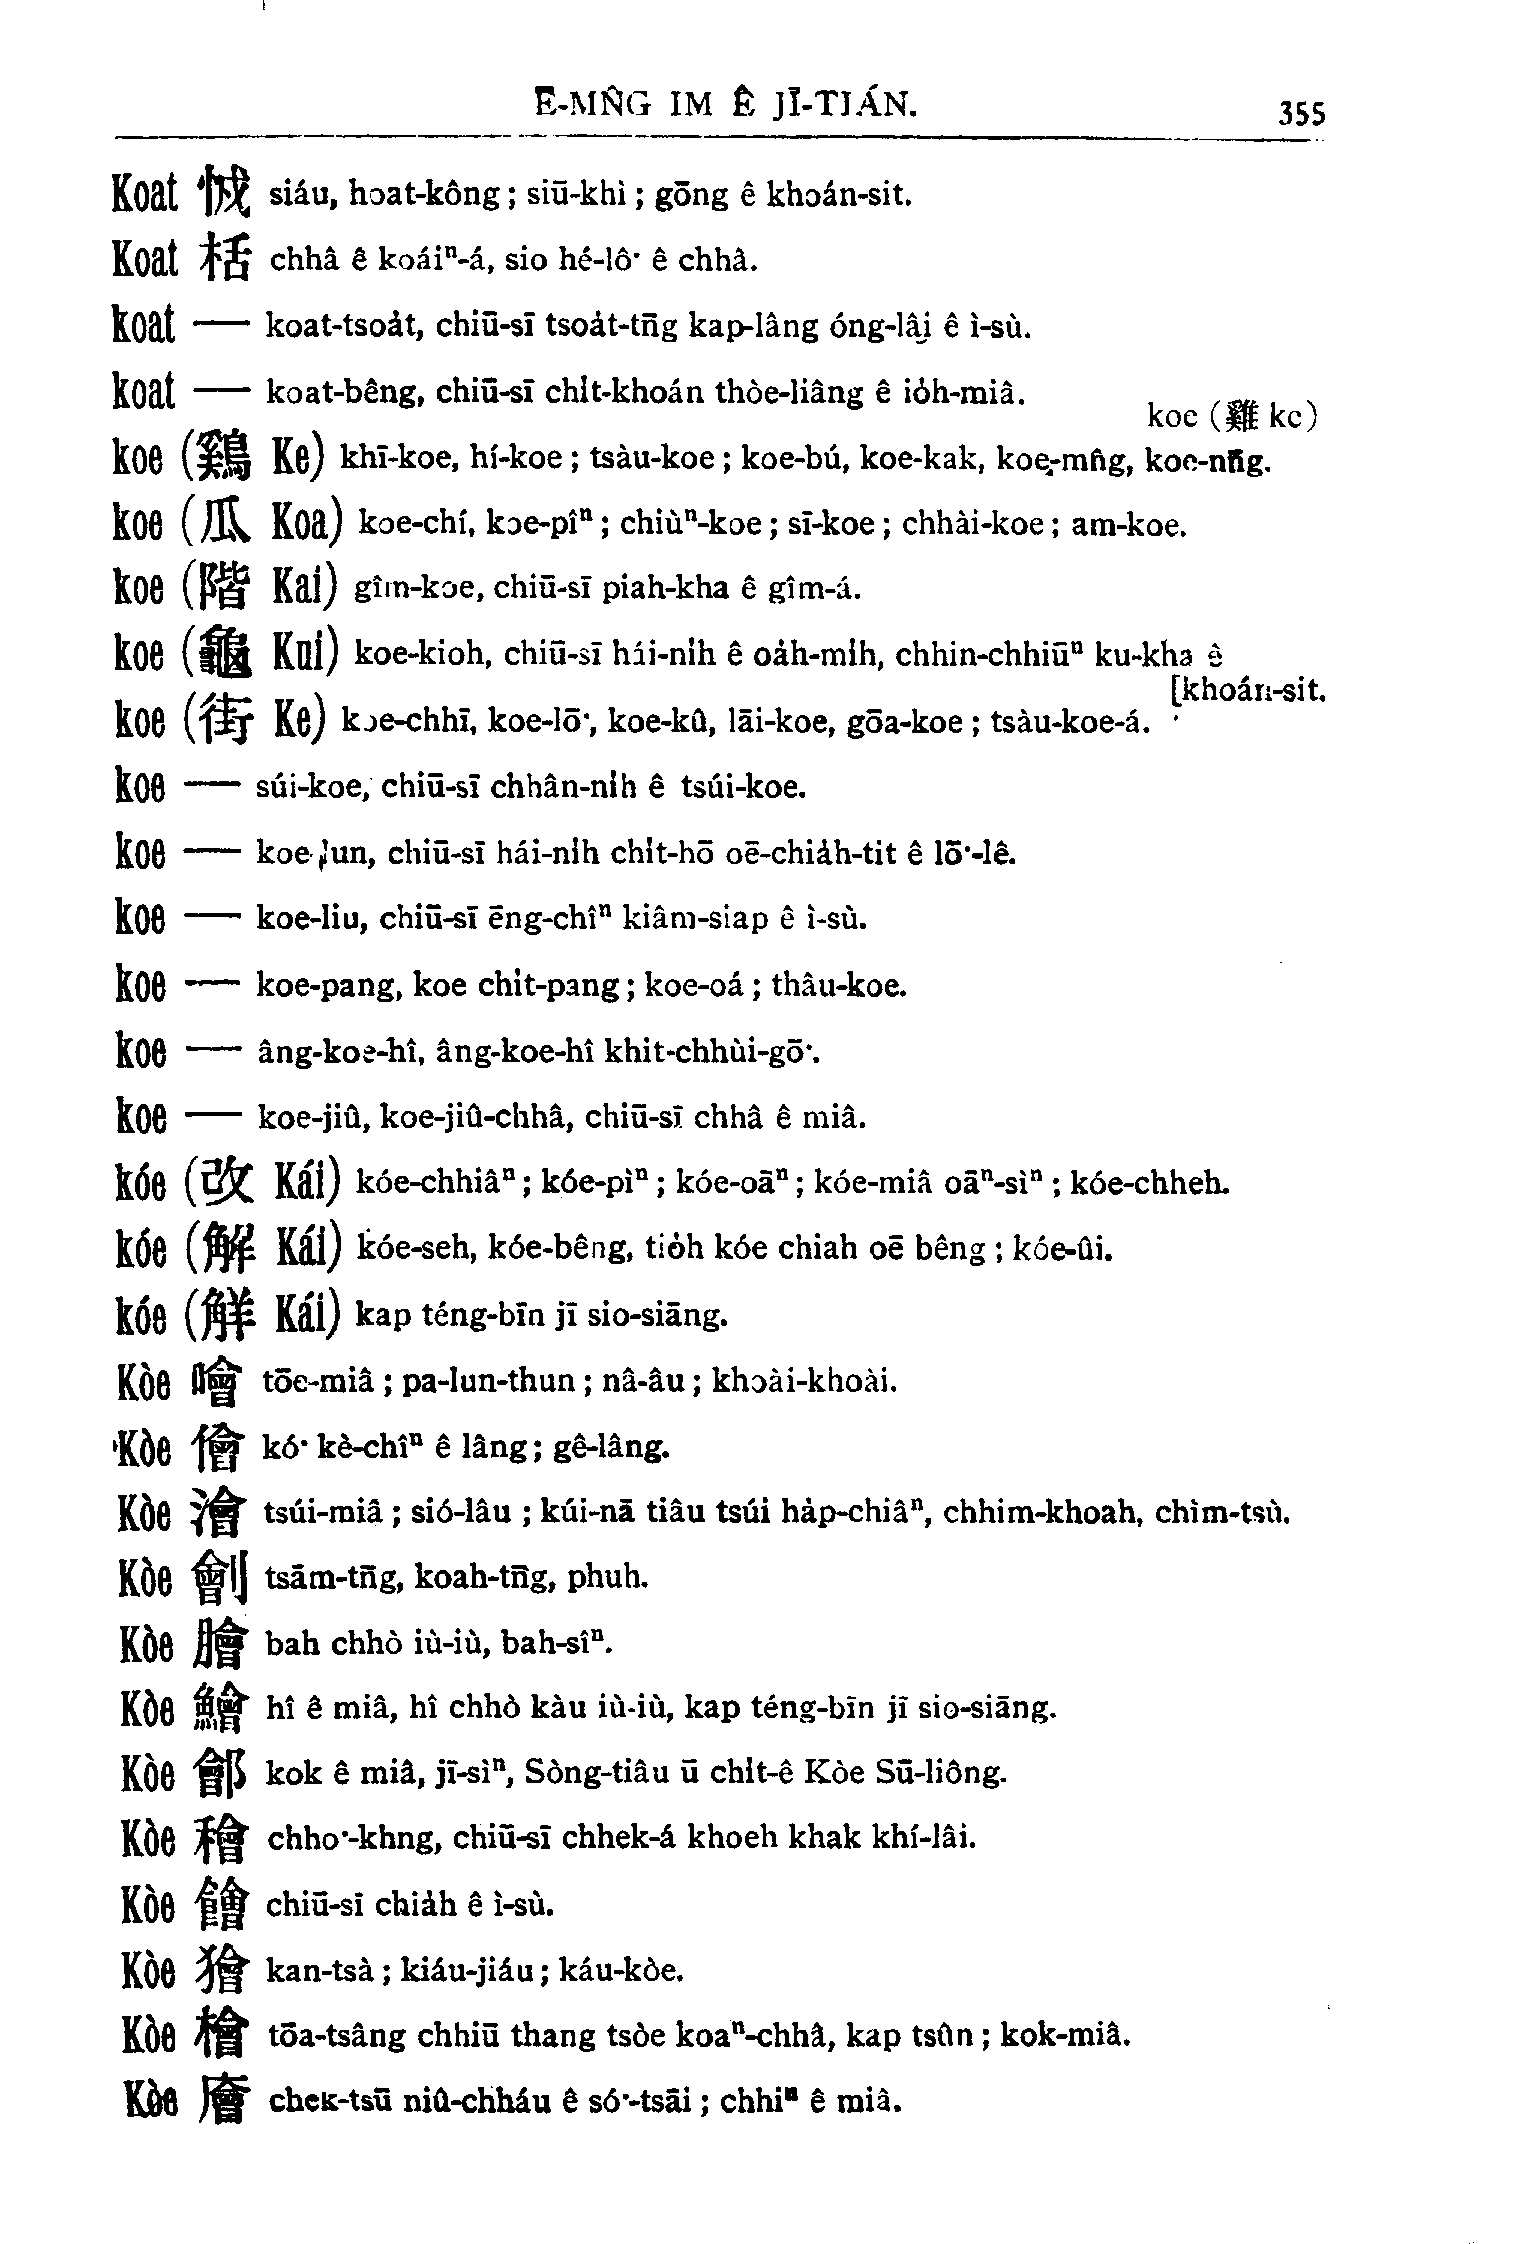 Ē-MN̂G IM Ê JĪ-TIÁN.
355
Koat 㤜 siáu, hoat-kông; siū-khì; gōng ê khoán-sit.
Koat 栝 chhâ ê koáiⁿ-á, sio hé-lô͘ ê chhâ.
koat — koat-tsoa̍t, chiū-sī tsoa̍t-tn̄g kap-lâng óng-lâi ê ì-sù.
koat — koat-bêng, chiū-sī chi̍t-khoán thòe-liâng ê io̍h-miâ.
koe (雞 ke)
koe (鷄 Ke) khī-koe, hí-koe; tsàu-koe; koe-bú, koe-kak, koe-mn̂g, koe-nn̄g.
koe (瓜 Koa) koe-chí, koe-pîⁿ; chiùⁿ-koe; sī-koe; chhài-koe; am-koe.
koe (階 Kai) gîm-koe, chiū-sī piah-kha ê gîm-á.
koe (龜 Kui) koe-kioh, chiū-sī hái-ni̍h ê oa̍h-mi̍h, chhin-chhiūⁿ ku-kha ê
[khoán-sit.
koe (街 Ke) koe-chhī, koe-lō͘, koe-kû, lāi-koe, gōa-koe; tsàu-koe-á.
koe — súi-koe, chiū-sī chhân-ni̍h ê tsúi-koe.
koe — koe-lun, chiū-sī hái-ni̍h chi̍t-hō oē-chia̍h-tit ê lō͘-lê.
koe — koe-liu, chiū-sī ēng-chîⁿ kiâm-siap ê ì-sù.
koe — koe-pang, koe chi̍t-pang; koe-oá; thâu-koe.
koe — âng-koe-hî, âng-koe-hî khit-chhùi-gō͘.
koe — koe-jiû, koe-jiû-chhâ, chiū-sī chhâ ê miâ.
kóe (改 Kái) kóe-chhiâⁿ; kóe-pìⁿ; kóe-oāⁿ; kóe-miâ oāⁿ-sìⁿ; kóe-chheh.
kóe (解 Kái) kóe-seh, kóe-bêng, tio̍h kóe chiah oē bêng; kóe-ûi.
kóe (觧 Kái) kap téng-bīn jī sio-siāng.
Kòe 噲 tōe-miâ; pa-lun-thun; nâ-âu; khoài-khoài.
Kòe 儈 kó͘ kè-chîⁿ ê lâng; gê-lâng.
Kòe 澮 tsúi-miâ; sió-lâu; kúi-nā tiâu tsúi ha̍p-chiâⁿ, chhim-khoah, chìm-tsù.
Kòe 劊 tsām-tn̄g, koah-tn̄g, phuh.
Kòe 膾 bah chhò iù-iù, bah-sîⁿ.
Kòe 鱠 hî ê miâ, hî chhò kàu iù-iù, kap téng-bīn jī sio-siāng.
Kòe 鄶 kok ê miâ, jī-sìⁿ, Sòng-tiâu ū chi̍t-ê Kòe Sū-liông.
Kòe 穭 chho͘-khng, chiū-sī chhek-á khoeh khak khí-lâi.
Kòe 䭝 chiū-sī chia̍h ê ì-sù.
Kòe 獪 kan-tsà; kiáu-jiáu; káu-kòe.
Kòe 檜 tōa-tsâng chhiū thang tsòe koaⁿ-chhâ, kap tsûn; kok-miâ.
Kòe 廥 chek-tsū niû-chháu ê só͘-tsāi; chhiⁿ ê miâ.